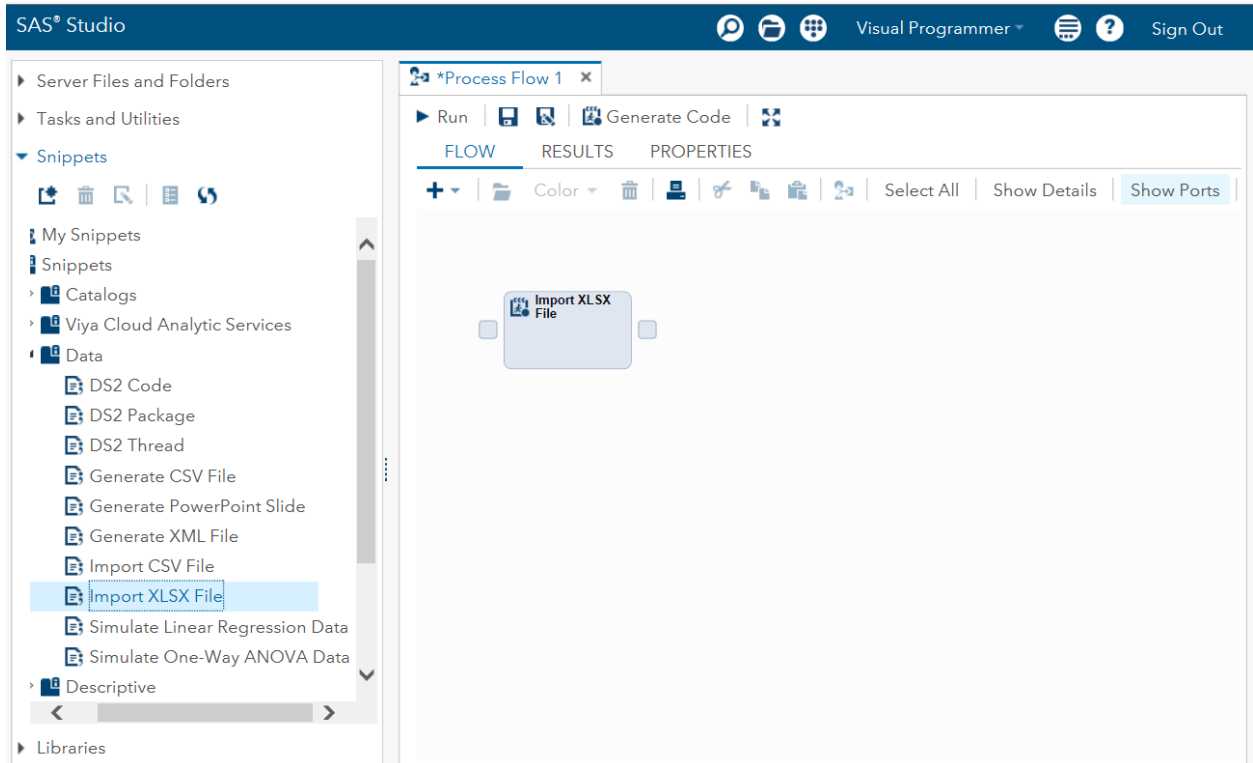 SAS® Studio
Visual Programmer
Sign Out
Server Files and Folders
Tasks and Utilities
Snippets
My Snippets
Snippets
Catalogs
Viya Cloud Analytic Services
Data
DS2 Code
DS2 Package
DS2 Thread
Generate CSV File
Generate PowerPoint Slide
Generate XML File
Import CSV File
Import XLSX File
Simulate Linear Regression Data
Simulate One-Way ANOVA Data
Descriptive
Libraries
*Process Flow 1
Run
Generate Code
FLOW RESULTS PROPERTIES
Color Select All Show Details Show Ports
Import XLSX
File